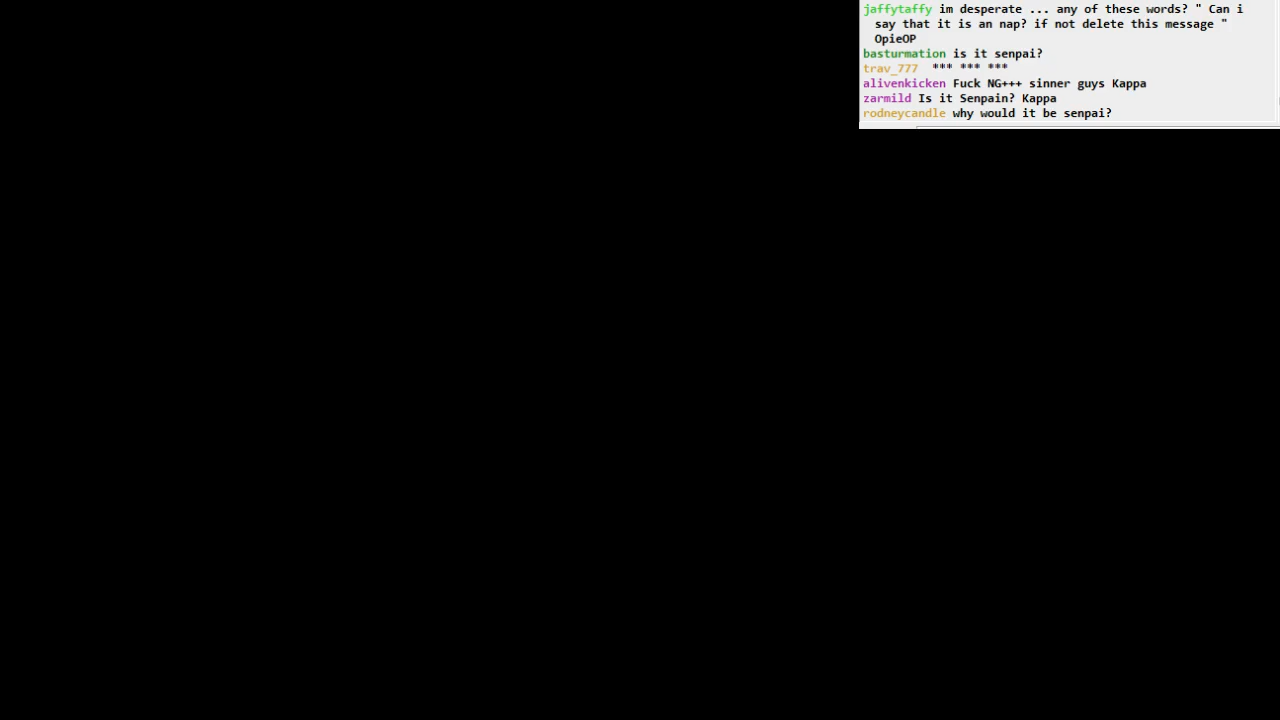 jaffytaffy im desperate ... any of these words? " Can i
say that it is an nap? if not delete this message "
OpieOP
basturmation is it senpai?
trav_777 *** *** ***
alivenkicken Fuck NG+++ sinner guys Kappa
zarmild Is it Senpain? Kappa
rodneycandle why would it be senpai?